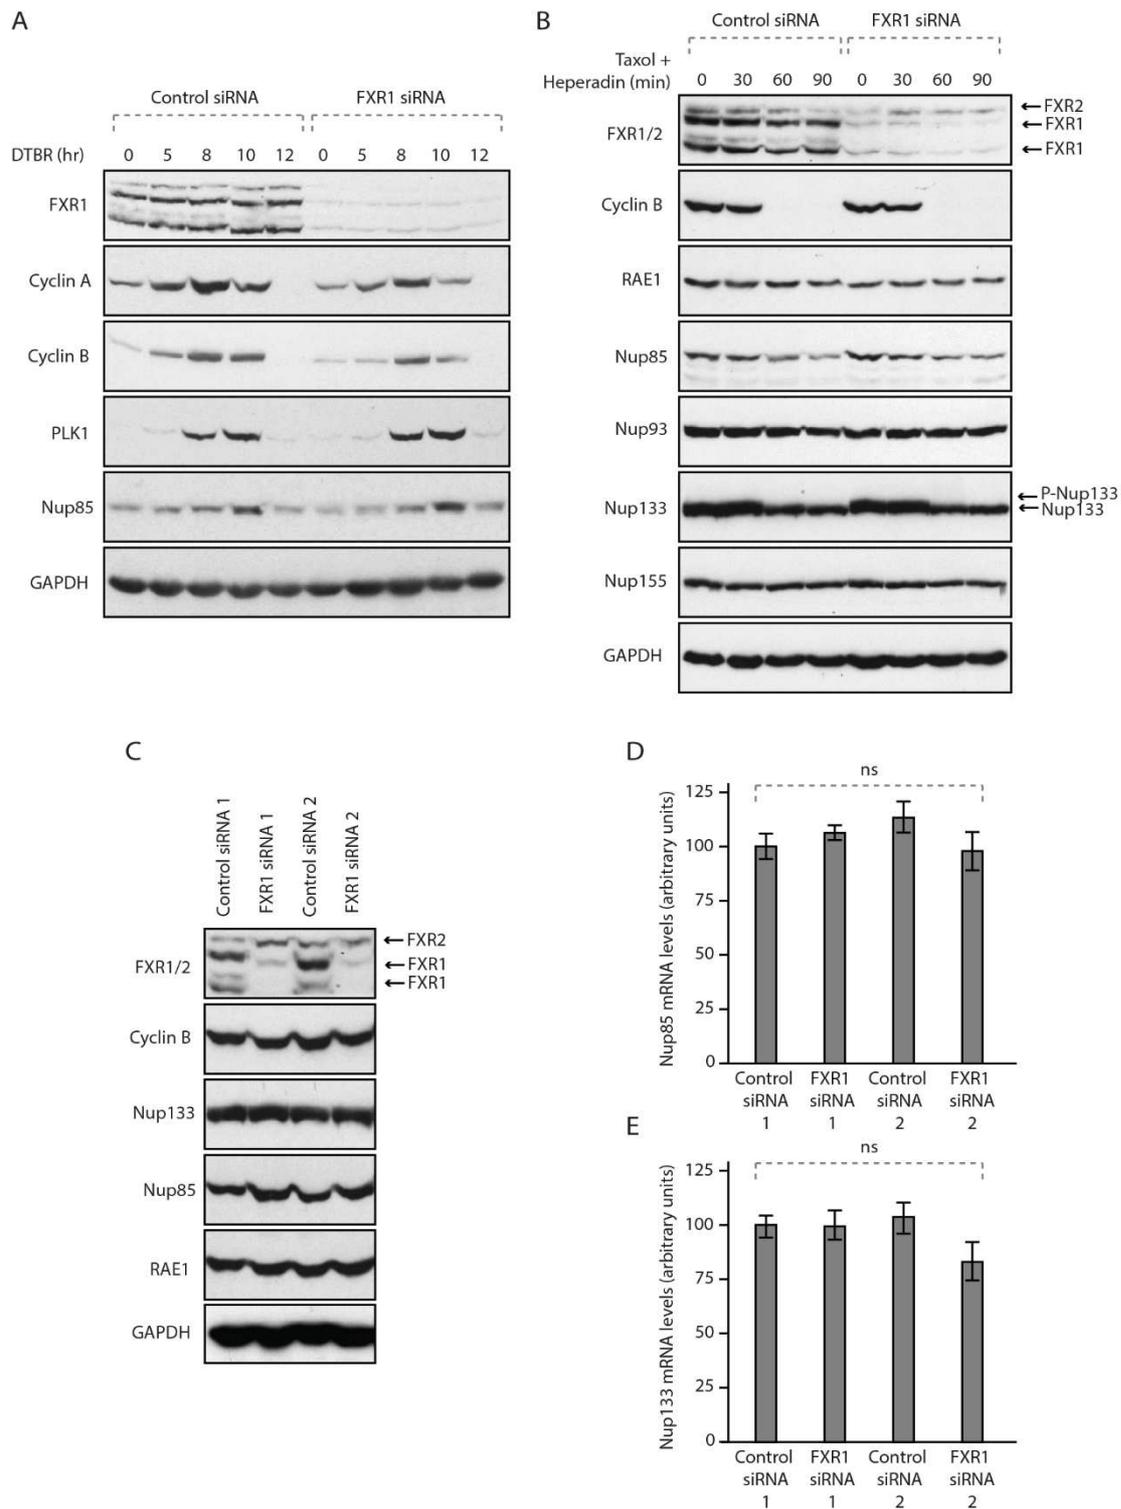 A
Control siRNA FXR1 siRNA
DTBR (hr) 0 5 8 10 12 0 5 8 10 12
FXR1
Cyclin A
Cyclin B
PLK1
Nup85
GAPDH
B
Control siRNA FXR1 siRNA
Taxol +
Heperadin (min) 0 30 60 90 0 30 60 90
FXR1/2 ←FXR2
←FXR1
←FXR1
Cyclin B
RAE1
Nup85
Nup93
Nup133 ←P-Nup133
←Nup133
Nup155
GAPDH
C
Control siRNA 1
FXR1 siRNA 1
Control siRNA 2
FXR1 siRNA 2
FXR1/2 ←FXR2
←FXR1
←FXR1
Cyclin B
Nup133
Nup85
RAE1
GAPDH
D
ns
Nup85 mRNA levels (arbitrary units)
125
100
75
50
25
0
Control FXR1 Control FXR1
siRNA siRNA siRNA siRNA
1 1 2 2
E
ns
Nup133 mRNA levels (arbitrary units)
125
100
75
50
25
0
Control FXR1 Control FXR1
siRNA siRNA siRNA siRNA
1 1 2 2